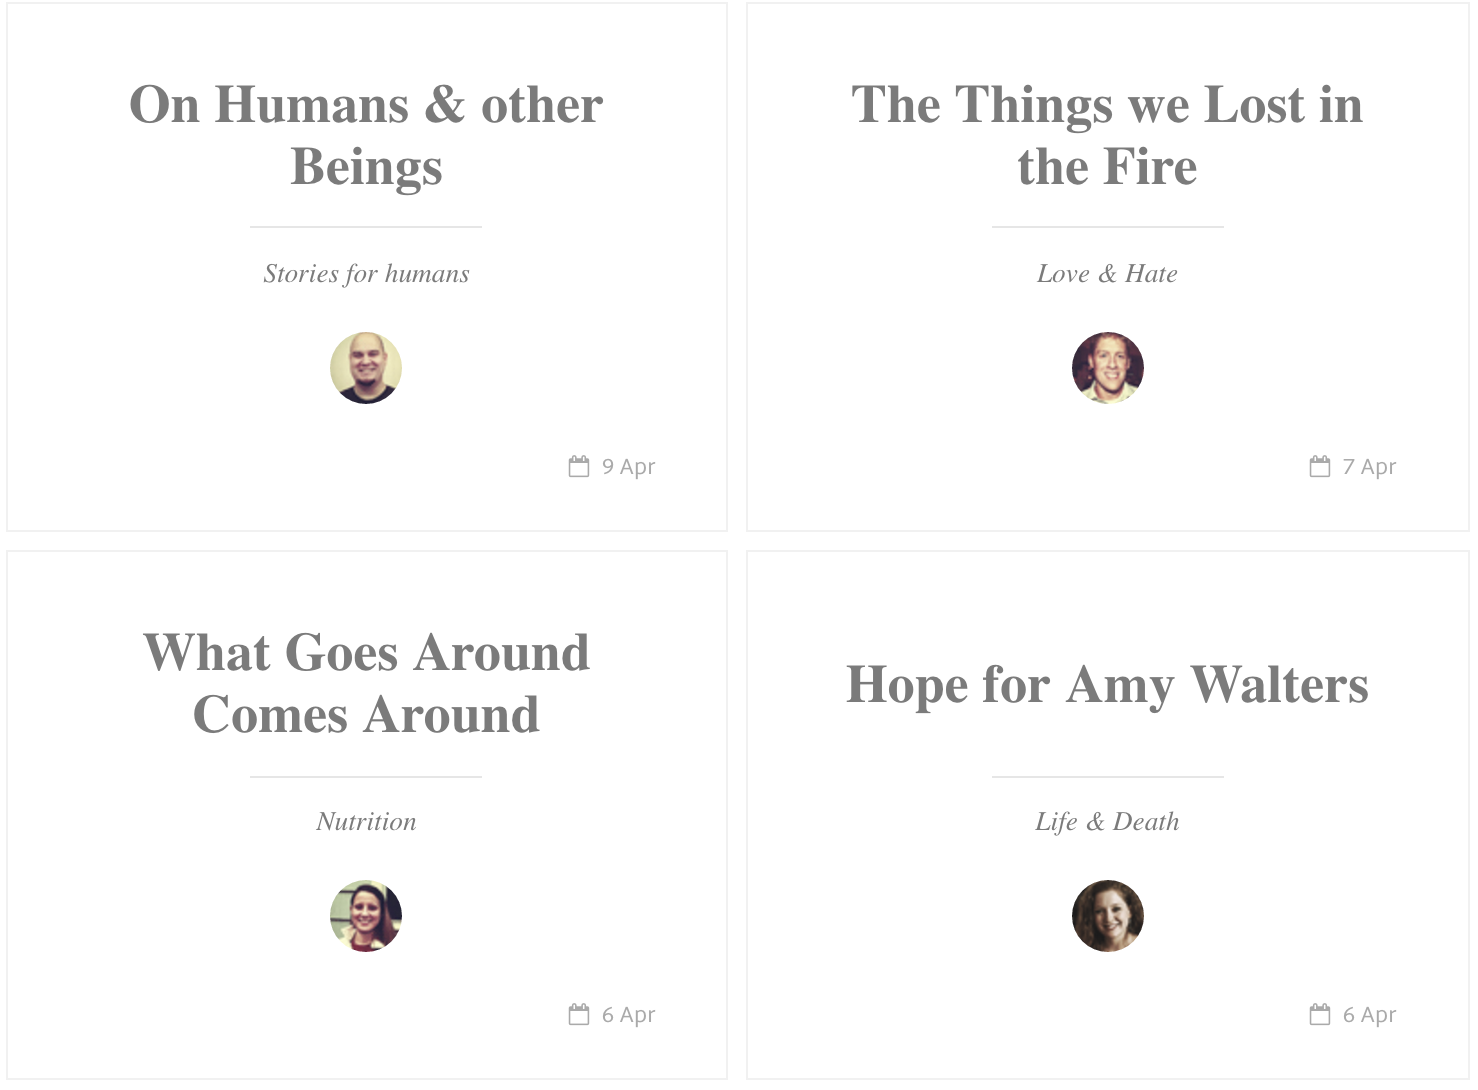 On Humans & other
Beings
Stories for humans
9 Apr
The Things we Lost in
the Fire
Love & Hate
7 Apr
What Goes Around
Comes Around
Nutrition
6 Apr
Hope for Amy Walters
Life & Death
6 Apr